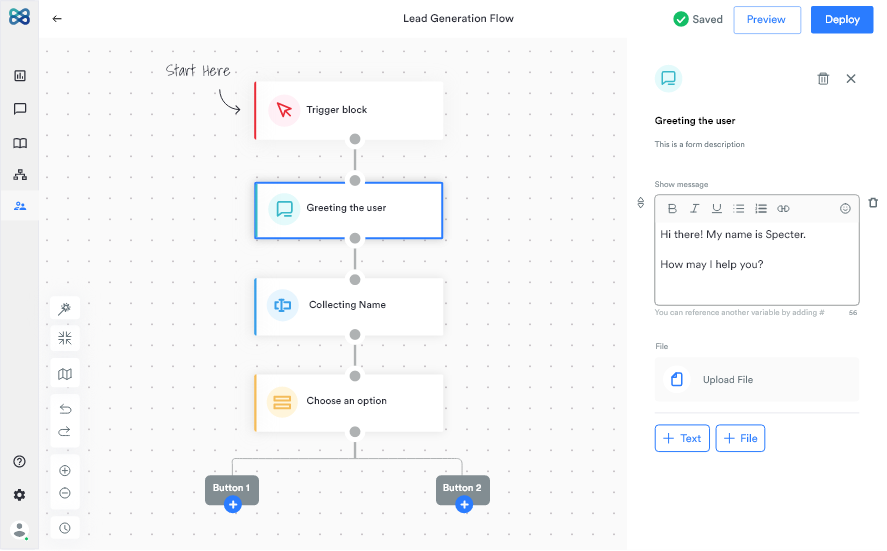 Lead Generation Flow
Saved
Preview
Deploy
Start Here
Trigger block
Greeting the user
Collecting Name
Choose an option
Button 1
Button 2
Greeting the user
This is a form description
Show message
B I U
Hi there! My name is Specter.
How may I help you?
You can reference another variable by adding # 56
File
Upload File
+ Text
+ File